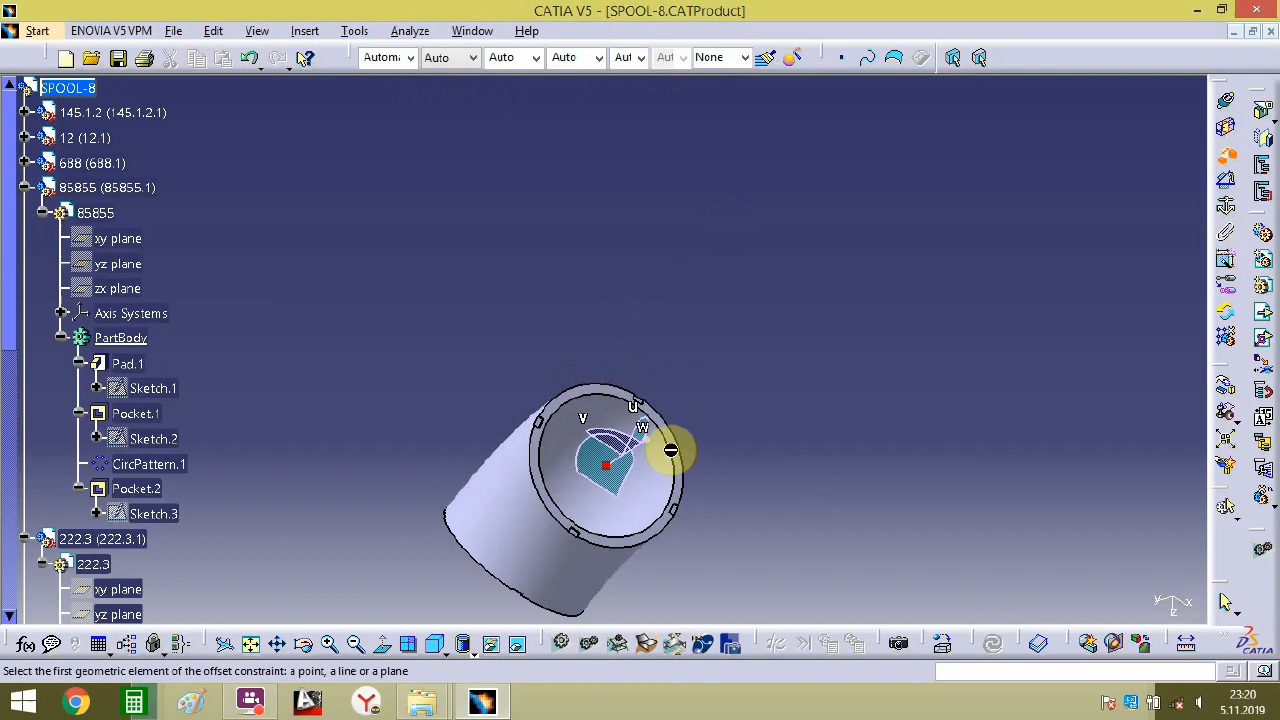 CATIA V5 - [SPOOL-8.CATProduct]
Start ENOVIA V5 VPM File Edit View Insert Tools Analyze Window Help
Automa Auto Auto Auto Aut Aut None
SPOOL-8
145.1.2 (145.1.2.1)
12 (12.1)
688 (688.1)
85855 (85855.1)
85855
xy plane
yz plane
zx plane
Axis Systems
PartBody
Pad.1
Sketch.1
Pocket.1
Sketch.2
CircPattern.1
Pocket.2
Sketch.3
222.3 (222.3.1)
222.3
xy plane
yz plane
u
v
w
y x
z
f(x)
CATIA
Select the first geometric element of the offset constraint: a point, a line or a plane
23:20
5.11.2019